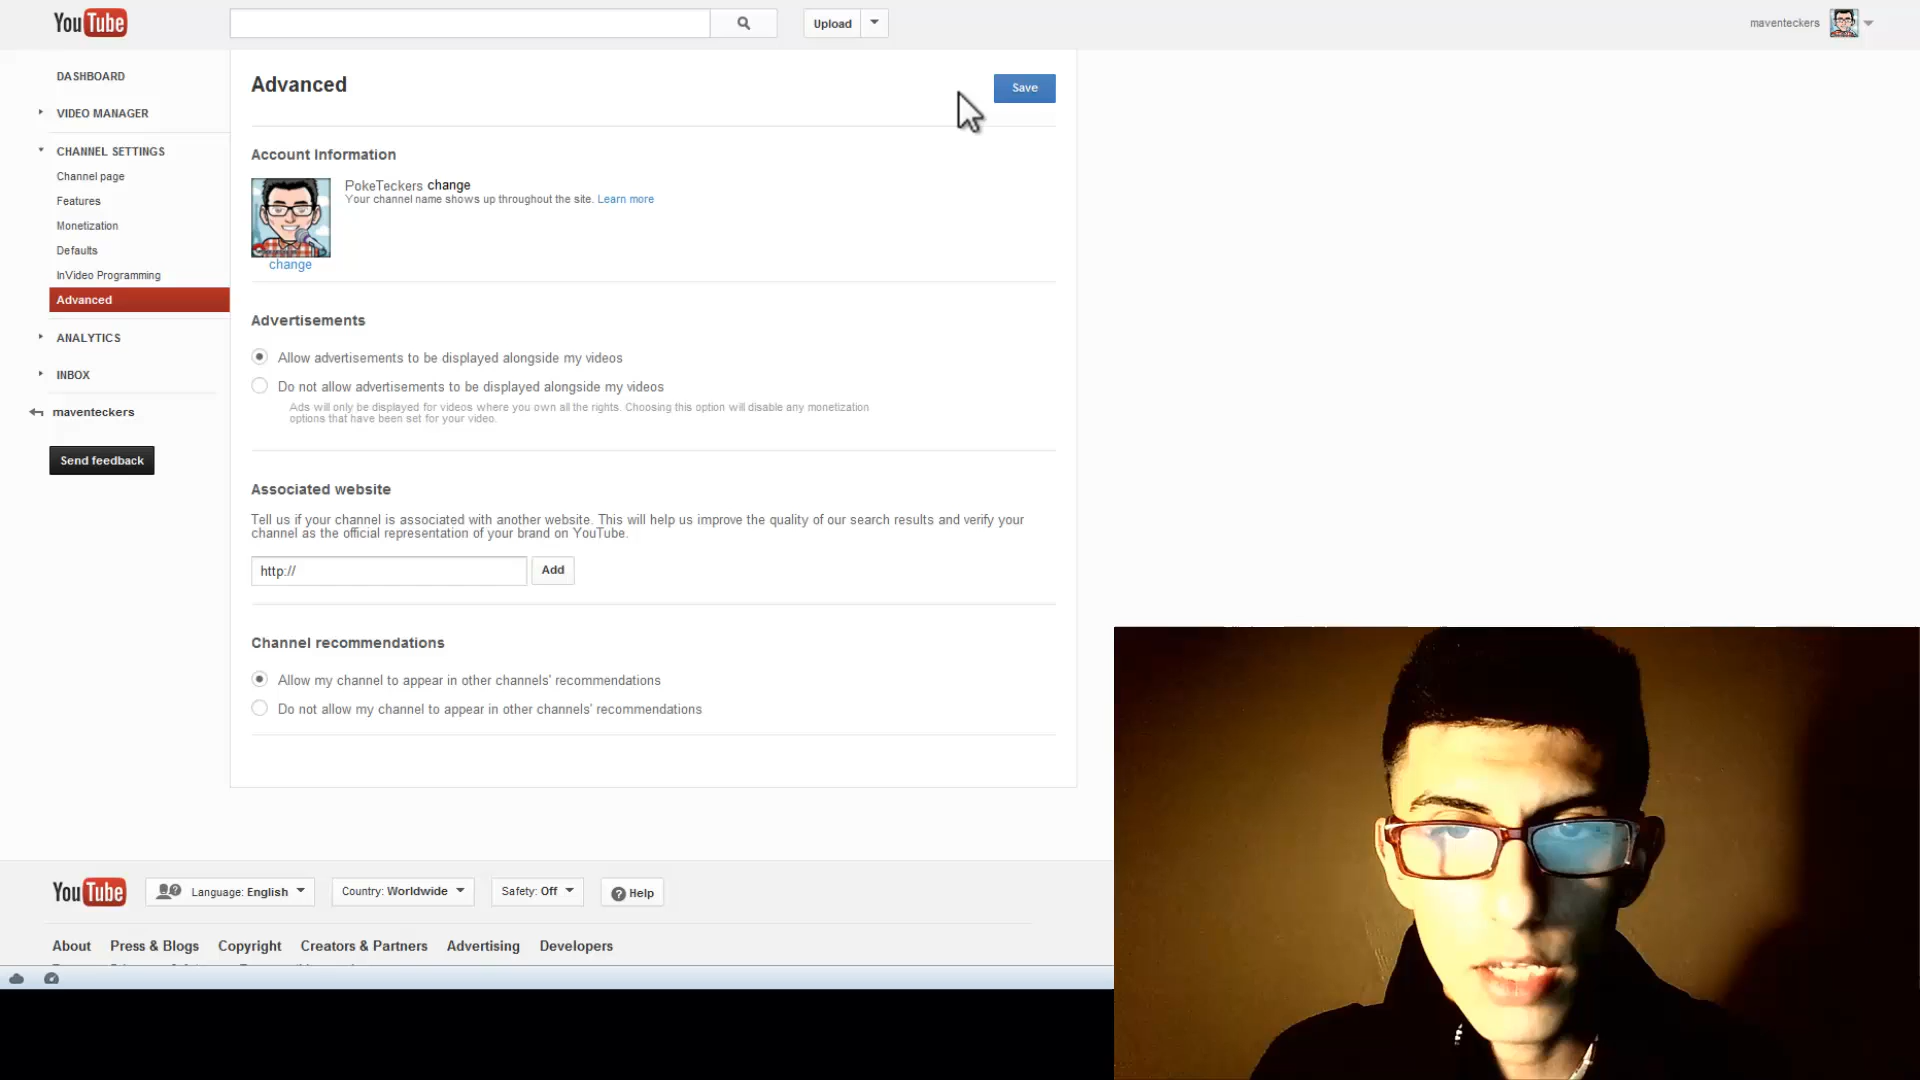 YouTube
Upload
maventeckers
DASHBOARD
VIDEO MANAGER
CHANNEL SETTINGS
Channel page
Features
Monetization
Defaults
InVideo Programming
Advanced
ANALYTICS
INBOX
maventeckers
Send feedback
Advanced
Save
Account Information
PokeTeckers change
Your channel name shows up throughout the site. Learn more
change
Advertisements
Allow advertisements to be displayed alongside my videos
Do not allow advertisements to be displayed alongside my videos
Ads will only be displayed for videos where you own all the rights. Choosing this option will disable any monetization
options that have been set for your video.
Associated website
Tell us if your channel is associated with another website. This will help us improve the quality of our search results and verify your
channel as the official representation of your brand on YouTube.
http://
Add
Channel recommendations
Allow my channel to appear in other channels' recommendations
Do not allow my channel to appear in other channels' recommendations
YouTube
Language: English
Country: Worldwide
Safety: Off
Help
About Press & Blogs Copyright Creators & Partners Advertising Developers